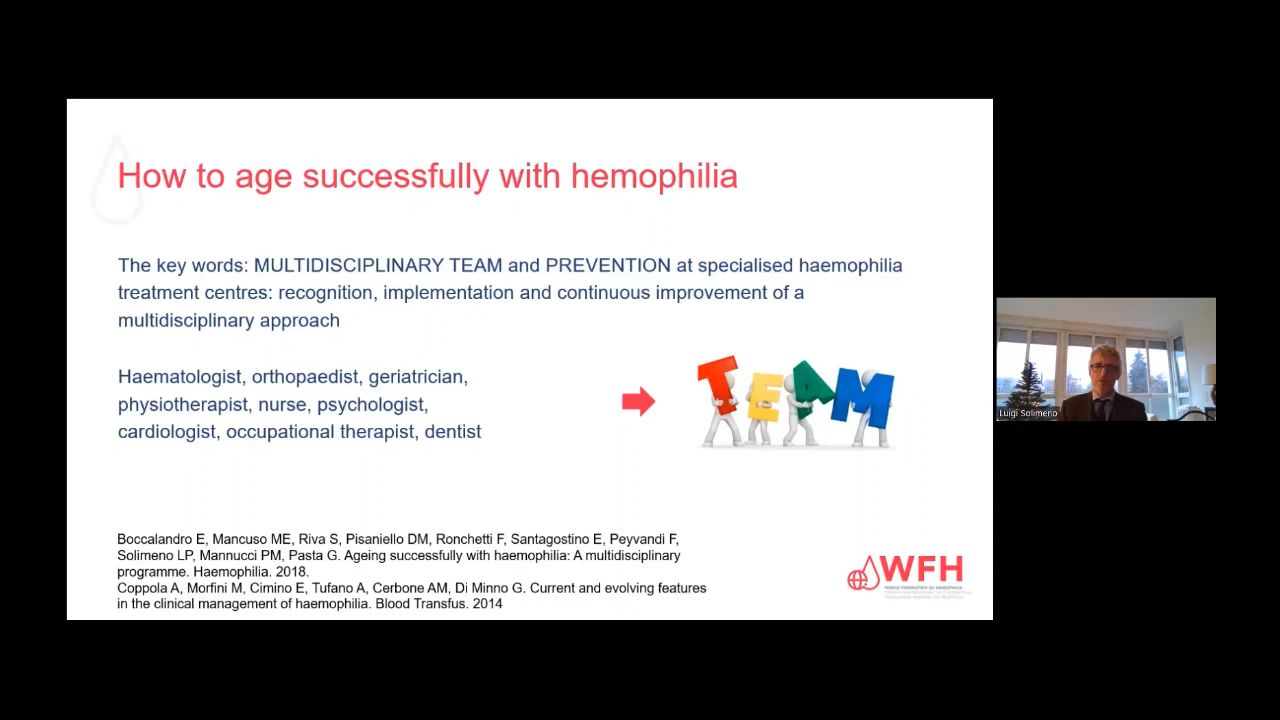 How to age successfully with hemophilia
The key words: MULTIDISCIPLINARY TEAM and PREVENTION at specialised haemophilia
treatment centres: recognition, implementation and continuous improvement of a
multidisciplinary approach
Haematologist, orthopaedist, geriatrician,
physiotherapist, nurse, psychologist,
cardiologist, occupational therapist, dentist
TEAM
Luigi Solimeno
Boccalandro E, Mancuso ME, Riva S, Pisaniello DM, Ronchetti F, Santagostino E, Peyvandi F,
Solimeno LP, Mannucci PM, Pasta G. Ageing successfully with haemophilia: A multidisciplinary
programme. Haemophilia. 2018.
Coppola A, Morfini M, Cimino E, Tufano A, Cerbone AM, Di Minno G. Current and evolving features
in the clinical management of haemophilia. Blood Transfus. 2014
WFH
WORLD FEDERATION OF HEMOPHILIA